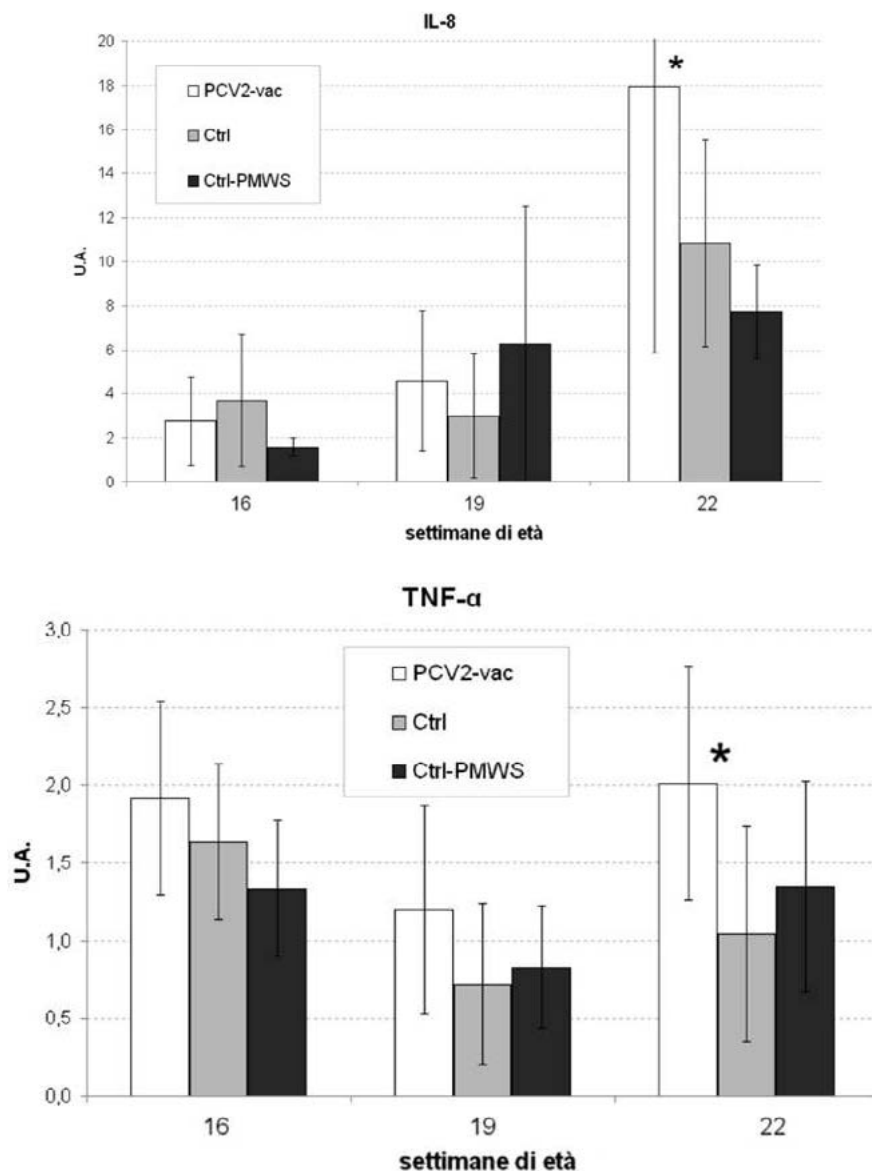 IL-8
20
18
16
14
12
10
8
6
4
2
0
U.A.
PCV2-vac
Ctrl
Ctrl-PMWS
*
16 19 22
settimane di età
TNF-α
3,0
2,5
2,0
1,5
1,0
0,5
0,0
U.A.
PCV2-vac
Ctrl
Ctrl-PMWS
*
16 19 22
settimane di età